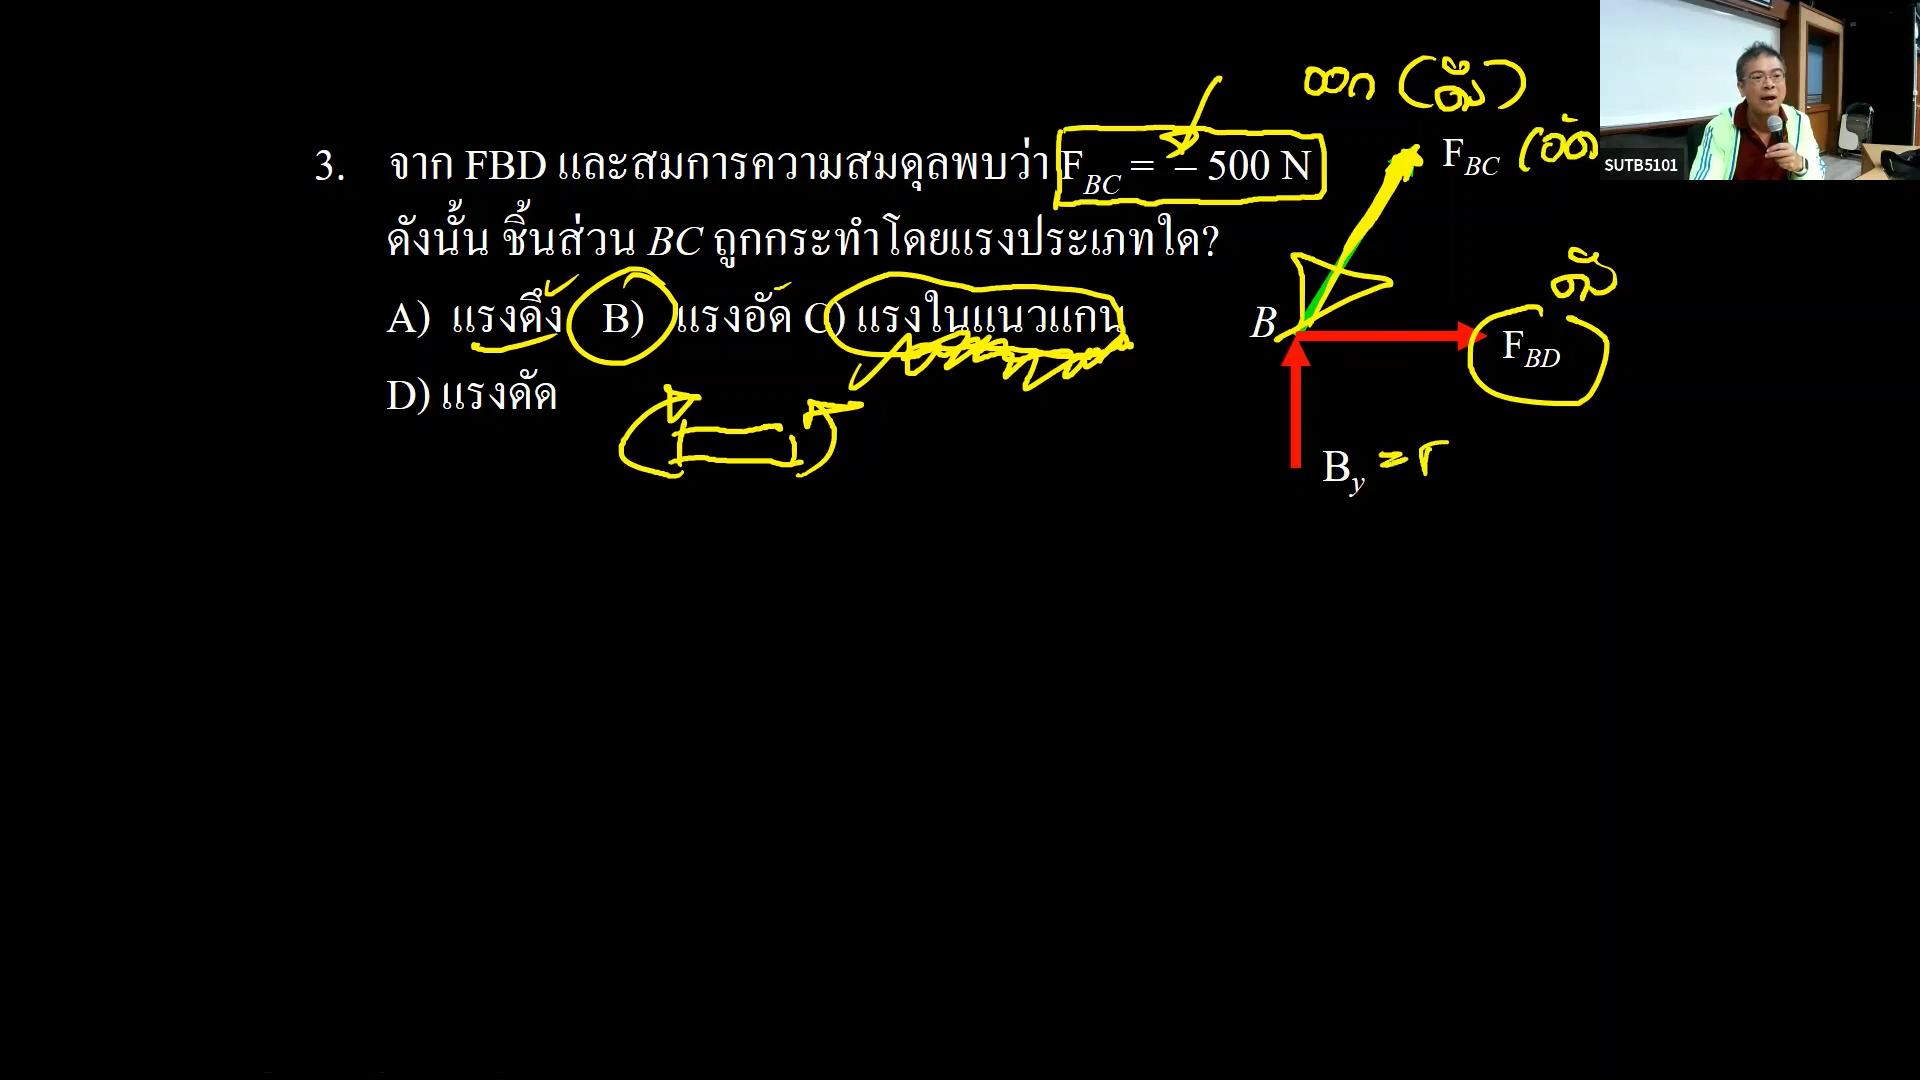 ออก (ดึง)
3. จาก FBD และสมการความสมดุลพบว่า F_BC = – 500 N
ดังนั้น ชิ้นส่วน BC ถูกกระทำโดยแรงประเภทใด?
A) แรงดึง B) แรงอัด C) แรงในแนวแกน
D) แรงดัด
F_BC (อัด
ดึง
B
F_BD
B_y =
SUTB5101